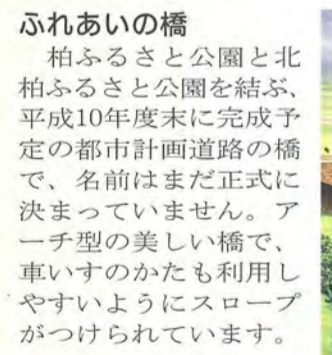 ふれあいの橋
　柏ふるさと公園と北
柏ふるさと公園を結ぶ、
平成10年度末に完成予
定の都市計画道路の橋
で、名前はまだ正式に
決まっていません。ア
ーチ型の美しい橋で、
車いすのかたも利用し
やすいようにスロープ
がつけられています。